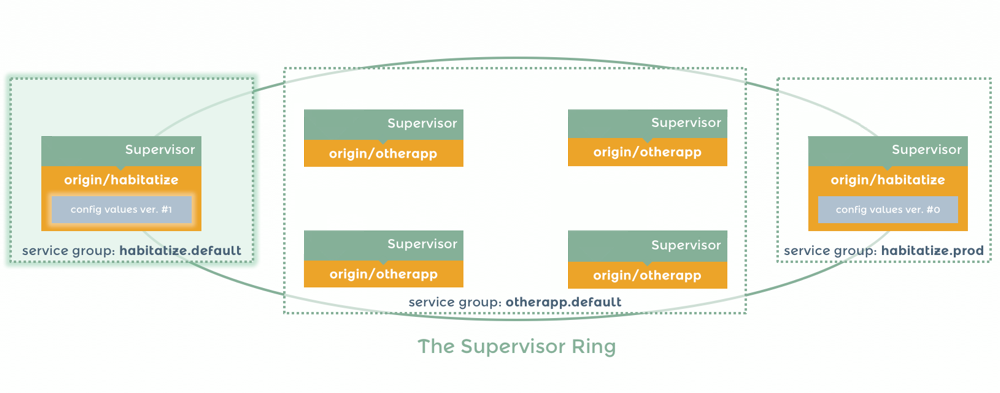 Supervisor
origin/habitatize
config values ver. #1
service group: habitatize.default
Supervisor
origin/otherapp
Supervisor
origin/otherapp
Supervisor
origin/otherapp
Supervisor
origin/otherapp
service group: otherapp.default
Supervisor
origin/habitatize
config values ver. #0
service group: habitatize.prod
The Supervisor Ring